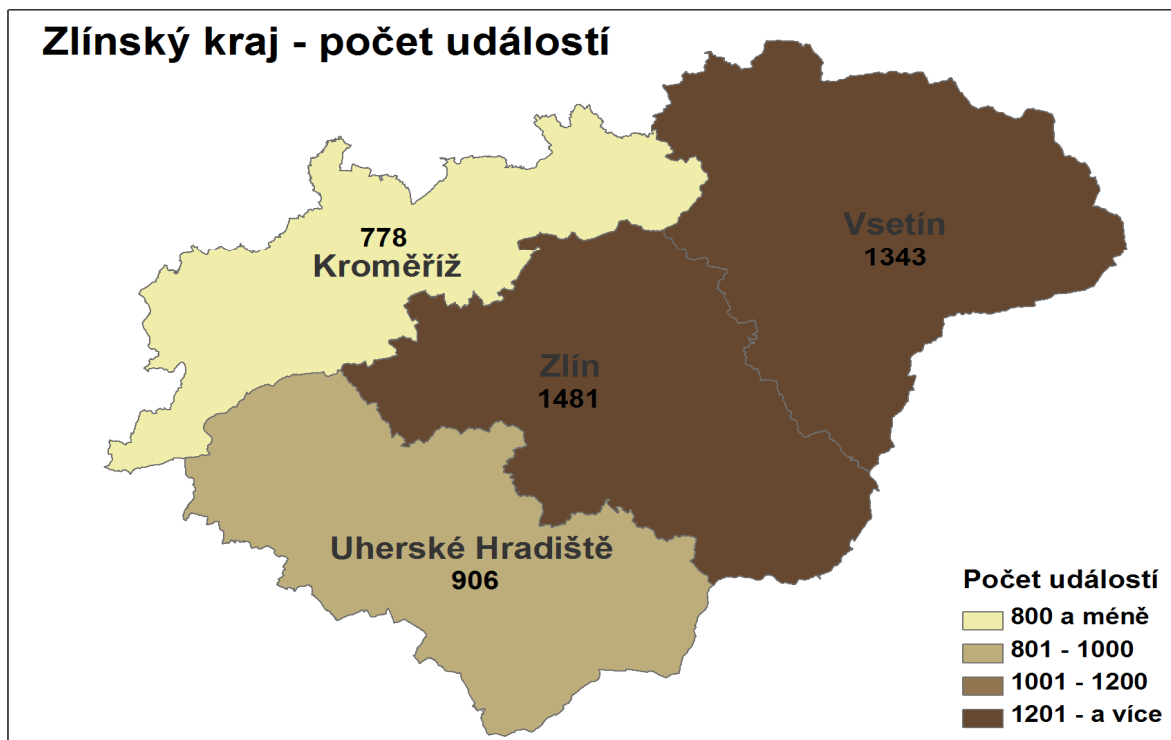 Zlínský kraj - počet událostí
778
Kroměříž
Vsetín
1343
Zlín
1481
Uherské Hradiště
906
Počet událostí
800 a méně
801 - 1000
1001 - 1200
1201 - a více